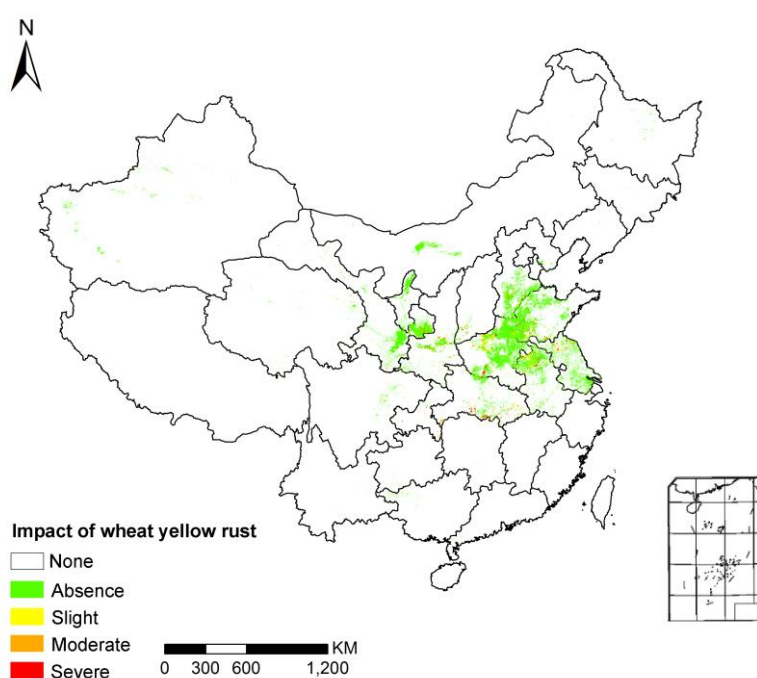 N
Impact of wheat yellow rust
None
Absence
Slight
Moderate
Severe
KM
0 300 600 1,200